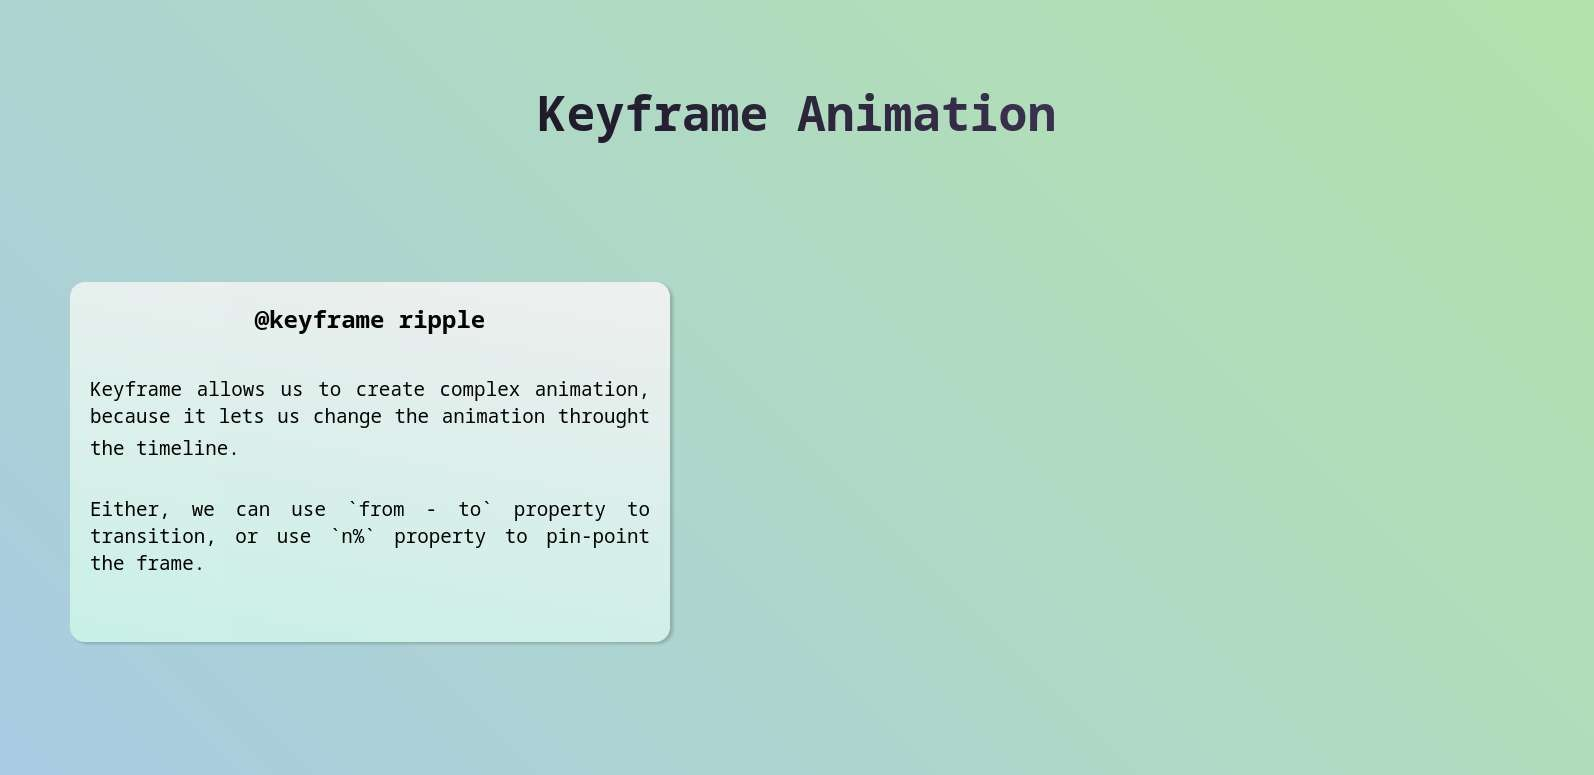 Keyframe Animation
@keyframe ripple
Keyframe allows us to create complex animation,
because it lets us change the animation throught
the timeline.
Either, we can use `from - to` property to
transition, or use `n%` property to pin-point
the frame.